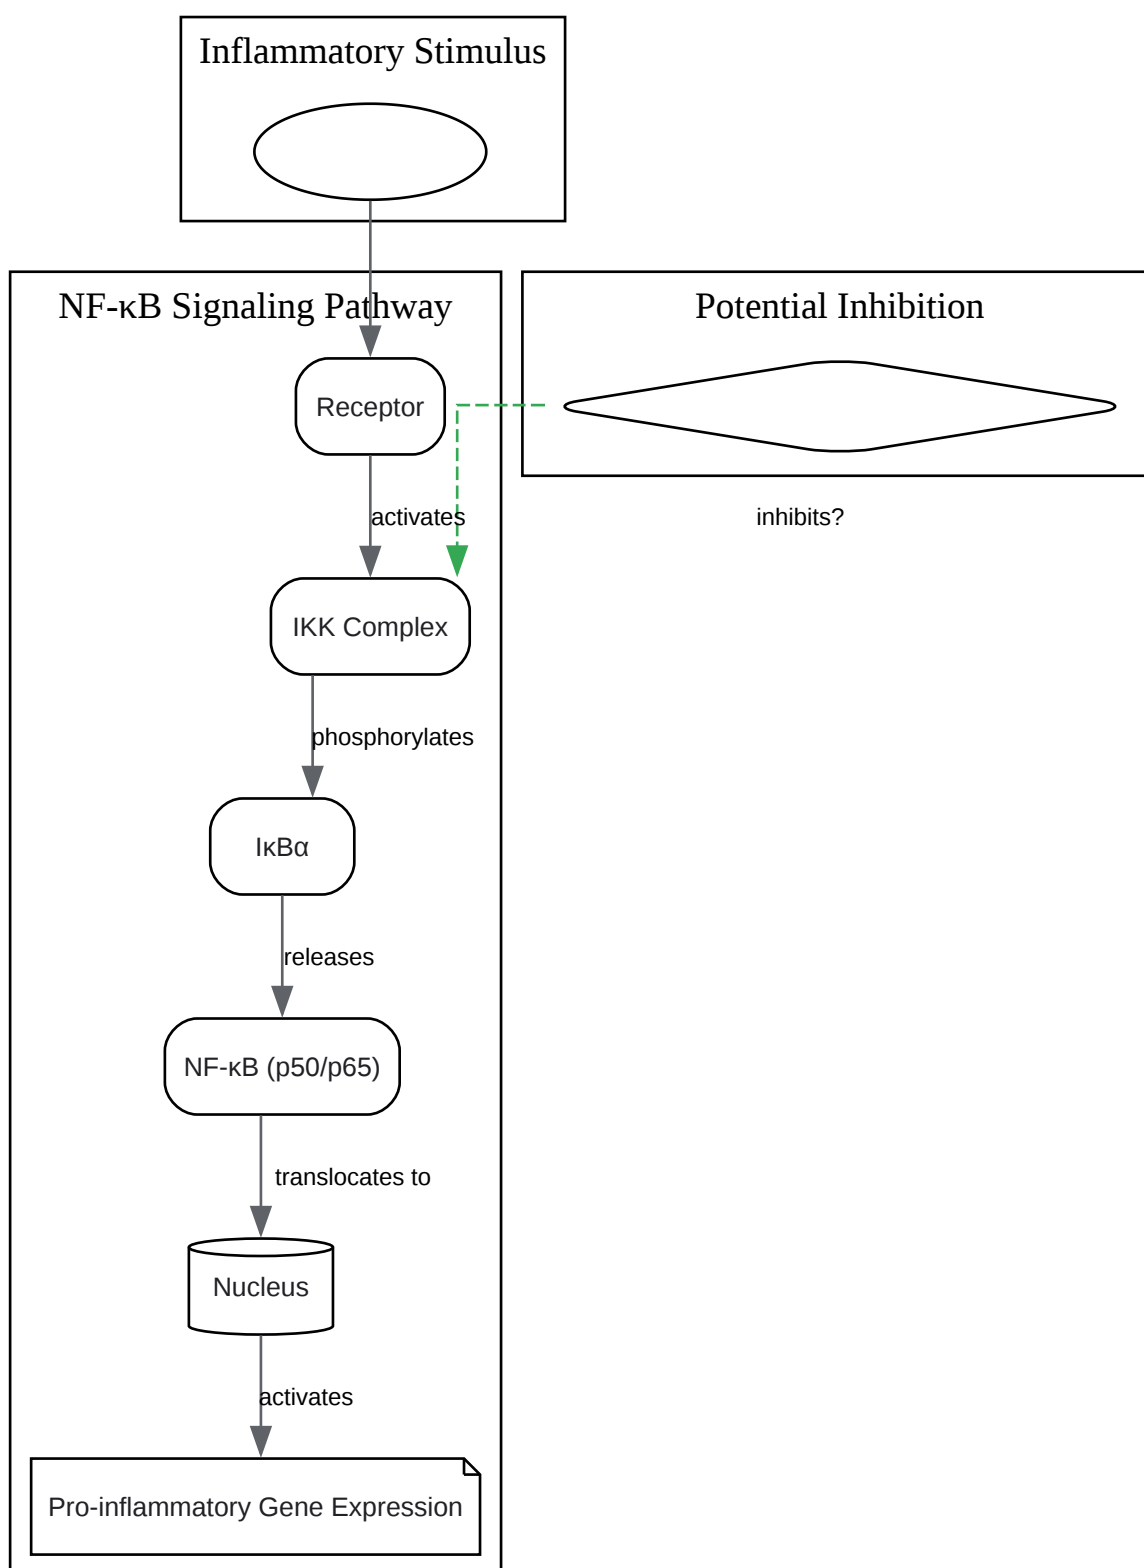 Inflammatory Stimulus
NF-κB Signaling Pathway
Potential Inhibition
Receptor
activates
inhibits?
IKK Complex
phosphorylates
IκBα
releases
NF-κB (p50/p65)
translocates to
Nucleus
activates
Pro-inflammatory Gene Expression